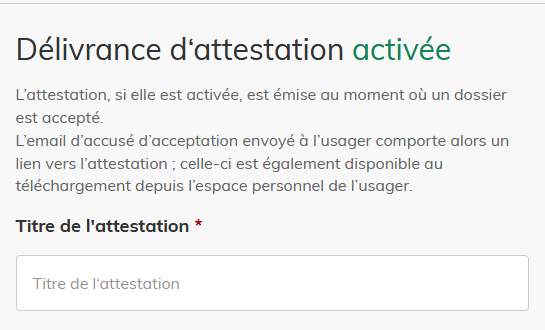 Délivrance d‘attestation activée
L’attestation, si elle est activée, est émise au moment où un dossier
est accepté.
L’email d’accusé d’acceptation envoyé à l’usager comporte alors un
lien vers l’attestation ; celle-ci est également disponible au
téléchargement depuis l’espace personnel de l’usager.
Titre de l'attestation *
Titre de l‘attestation